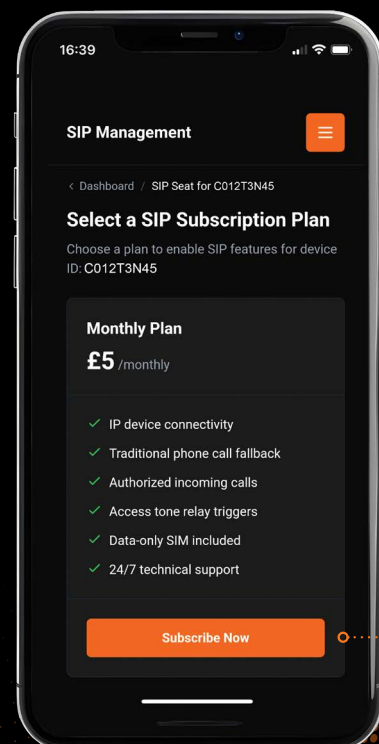 16:39
SIP Management
< Dashboard / SIP Seat for C012T3N45
Select a SIP Subscription Plan
Choose a plan to enable SIP features for device
ID: C012T3N45
Monthly Plan
£5 /monthly
IP device connectivity
Traditional phone call fallback
Authorized incoming calls
Access tone relay triggers
Data-only SIM included
24/7 technical support
Subscribe Now